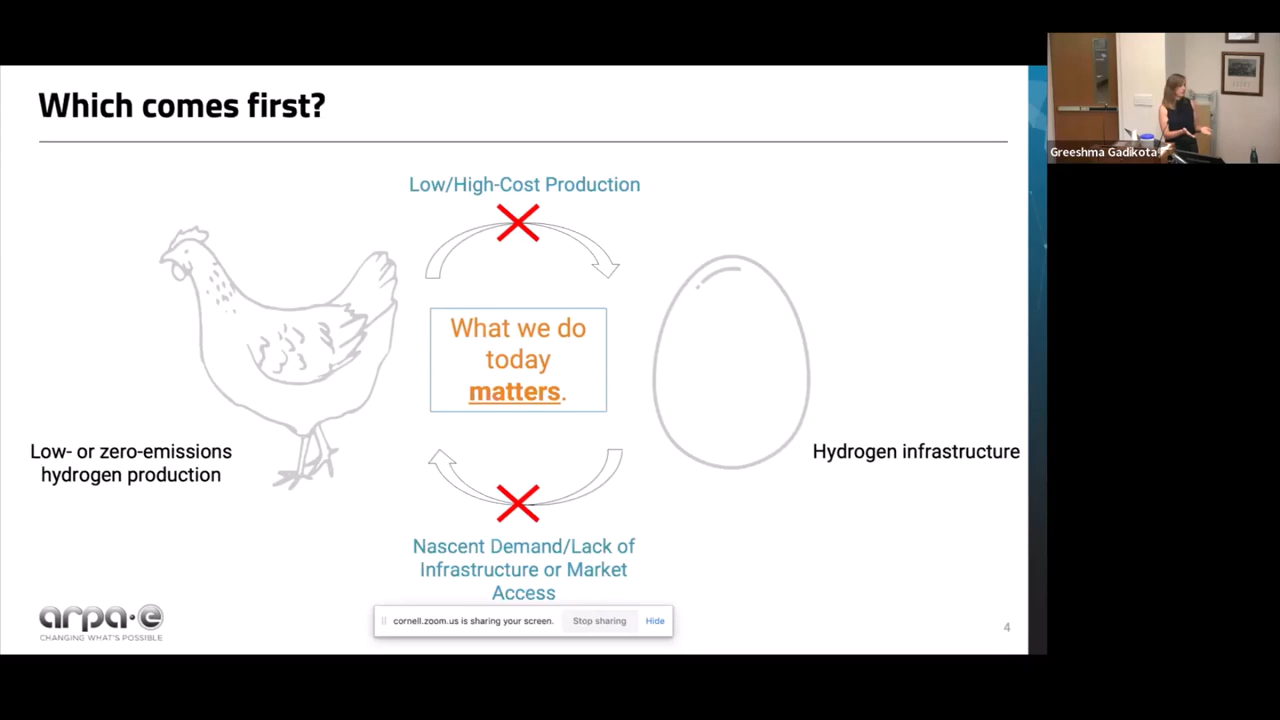 Which comes first?
Greeshma Gadikota
Low/High-Cost Production
What we do
today
matters.
Low- or zero-emissions
hydrogen production
Hydrogen infrastructure
Nascent Demand/Lack of
Infrastructure or Market
Access
arpa·e
CHANGING WHAT'S POSSIBLE
cornell.zoom.us is sharing your screen.
Stop sharing
Hide
4